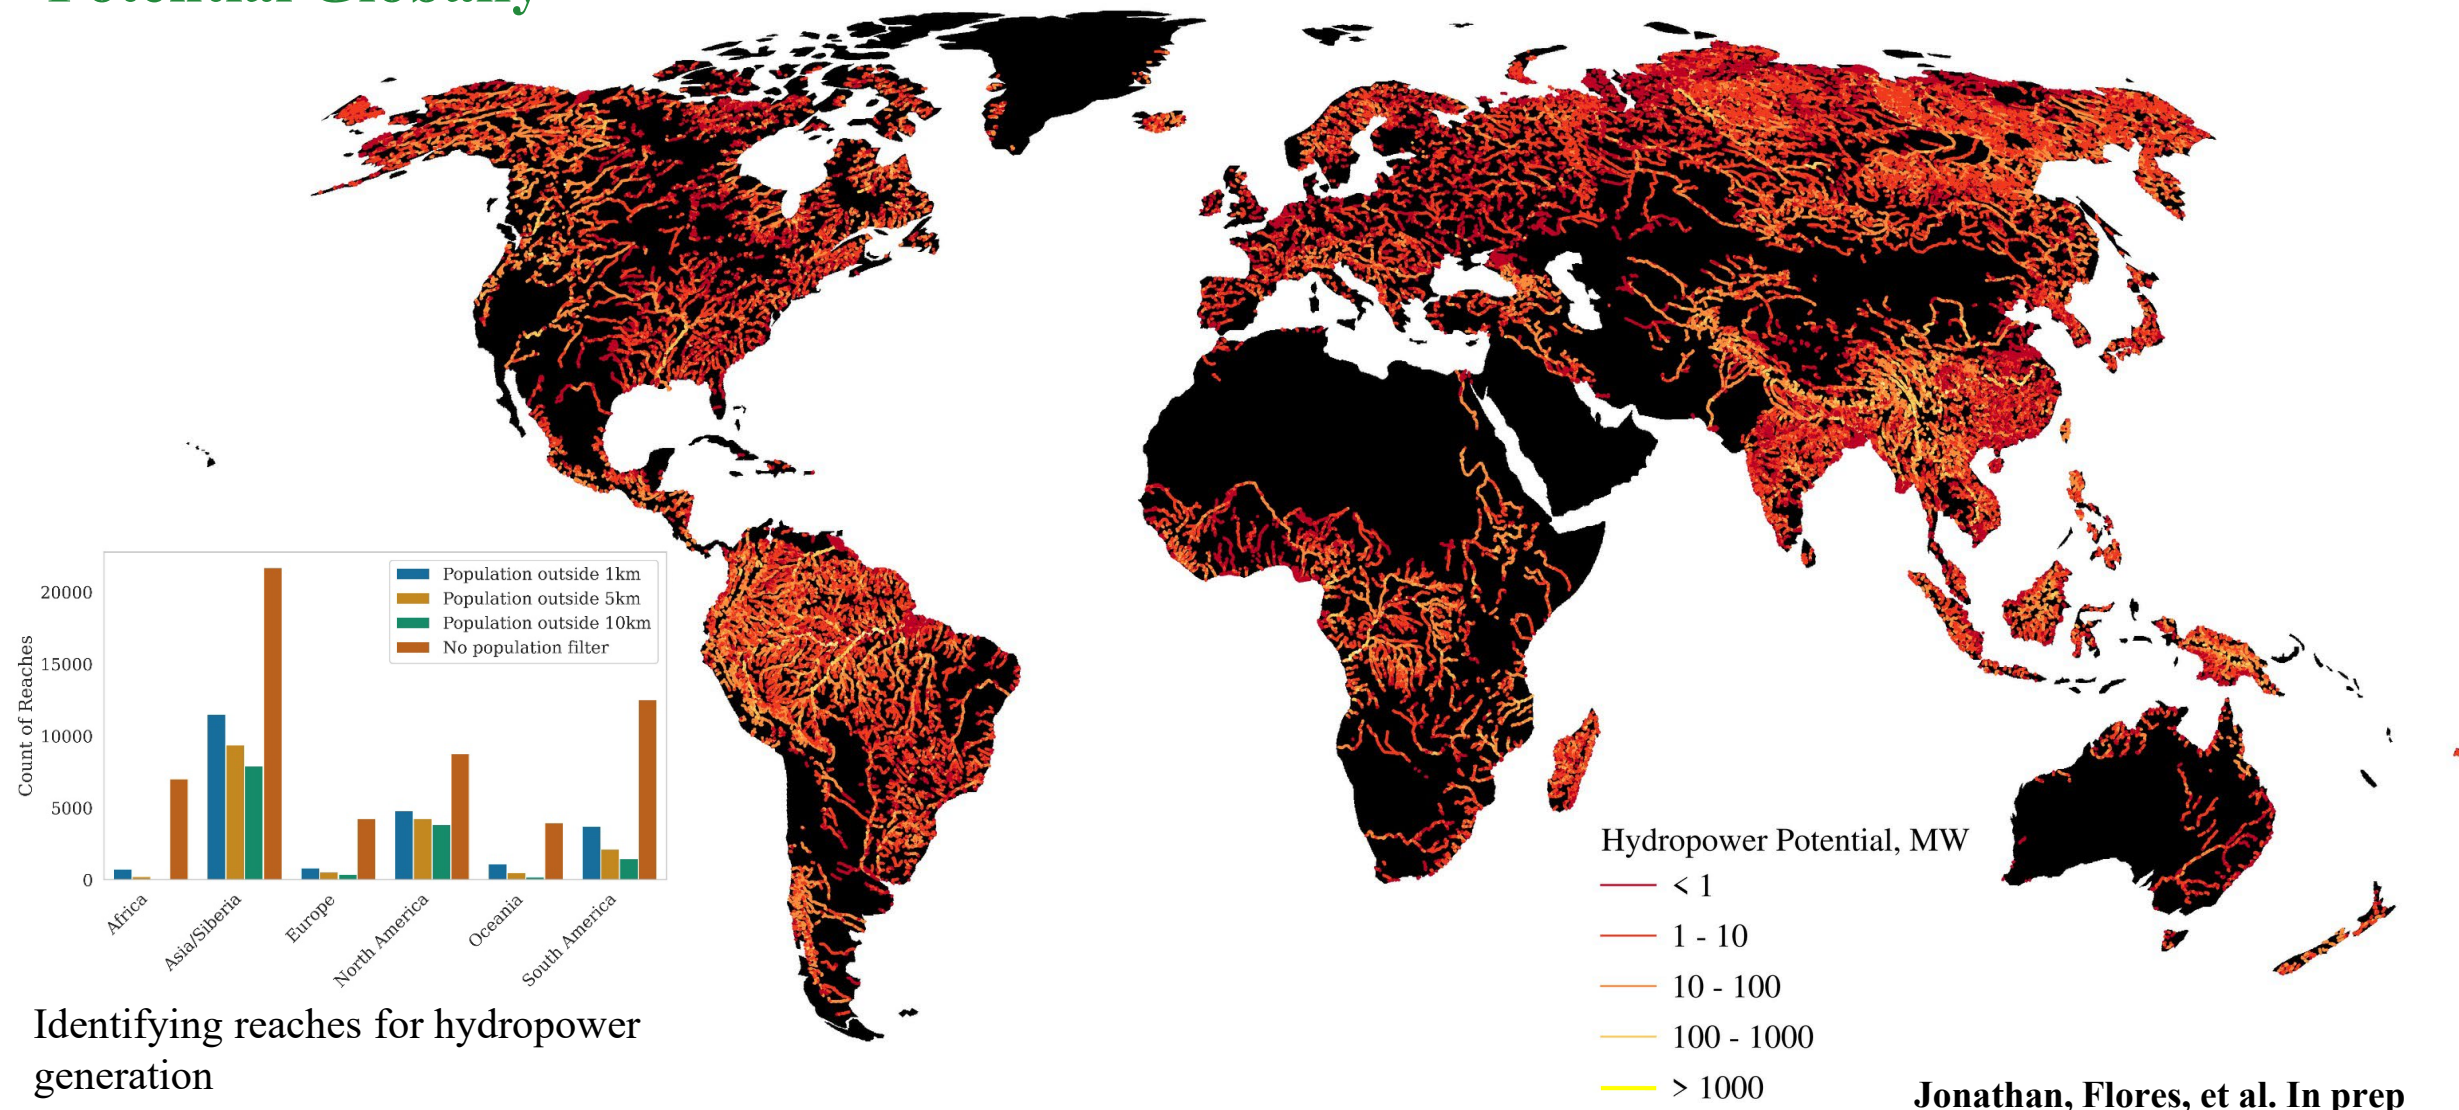 Potential Globally
Population outside 1km
Population outside 5km
Population outside 10km
No population filter
Count of Reaches
20000
15000
10000
5000
0
Africa
Asia/Siberia
Europe
North America
Oceania
South America
Identifying reaches for hydropower
generation
Hydropower Potential, MW
< 1
1 - 10
10 - 100
100 - 1000
> 1000
Jonathan, Flores, et al. In prep